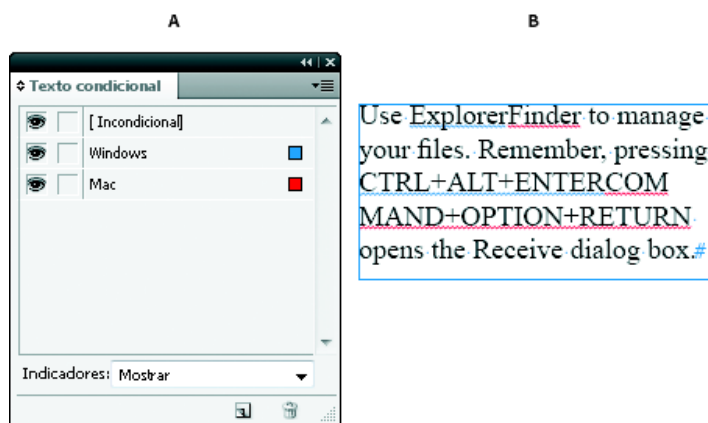 A
B
Texto condicional
[Incondicional]
Windows
Mac
Indicadores: Mostrar
Use ExplorerFinder to manage
your files. Remember, pressing
CTRL+ALT+ENTERCOM
MAND+OPTION+RETURN
opens the Receive dialog box.#